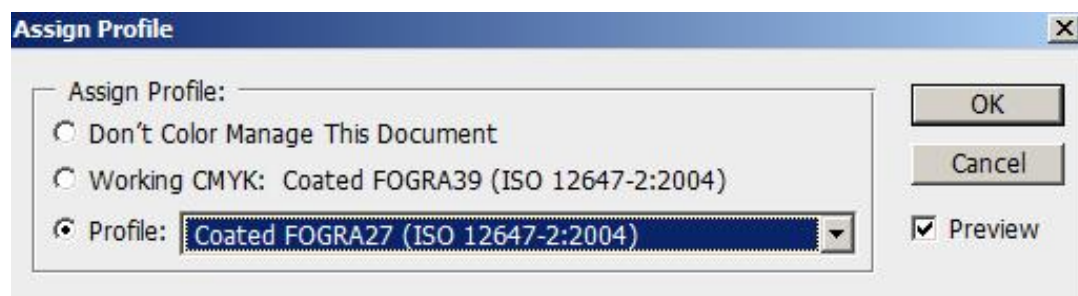 Assign Profile
Assign Profile:
Don't Color Manage This Document
Working CMYK: Coated FOGRA39 (ISO 12647-2:2004)
Profile: Coated FOGRA27 (ISO 12647-2:2004)
OK
Cancel
Preview